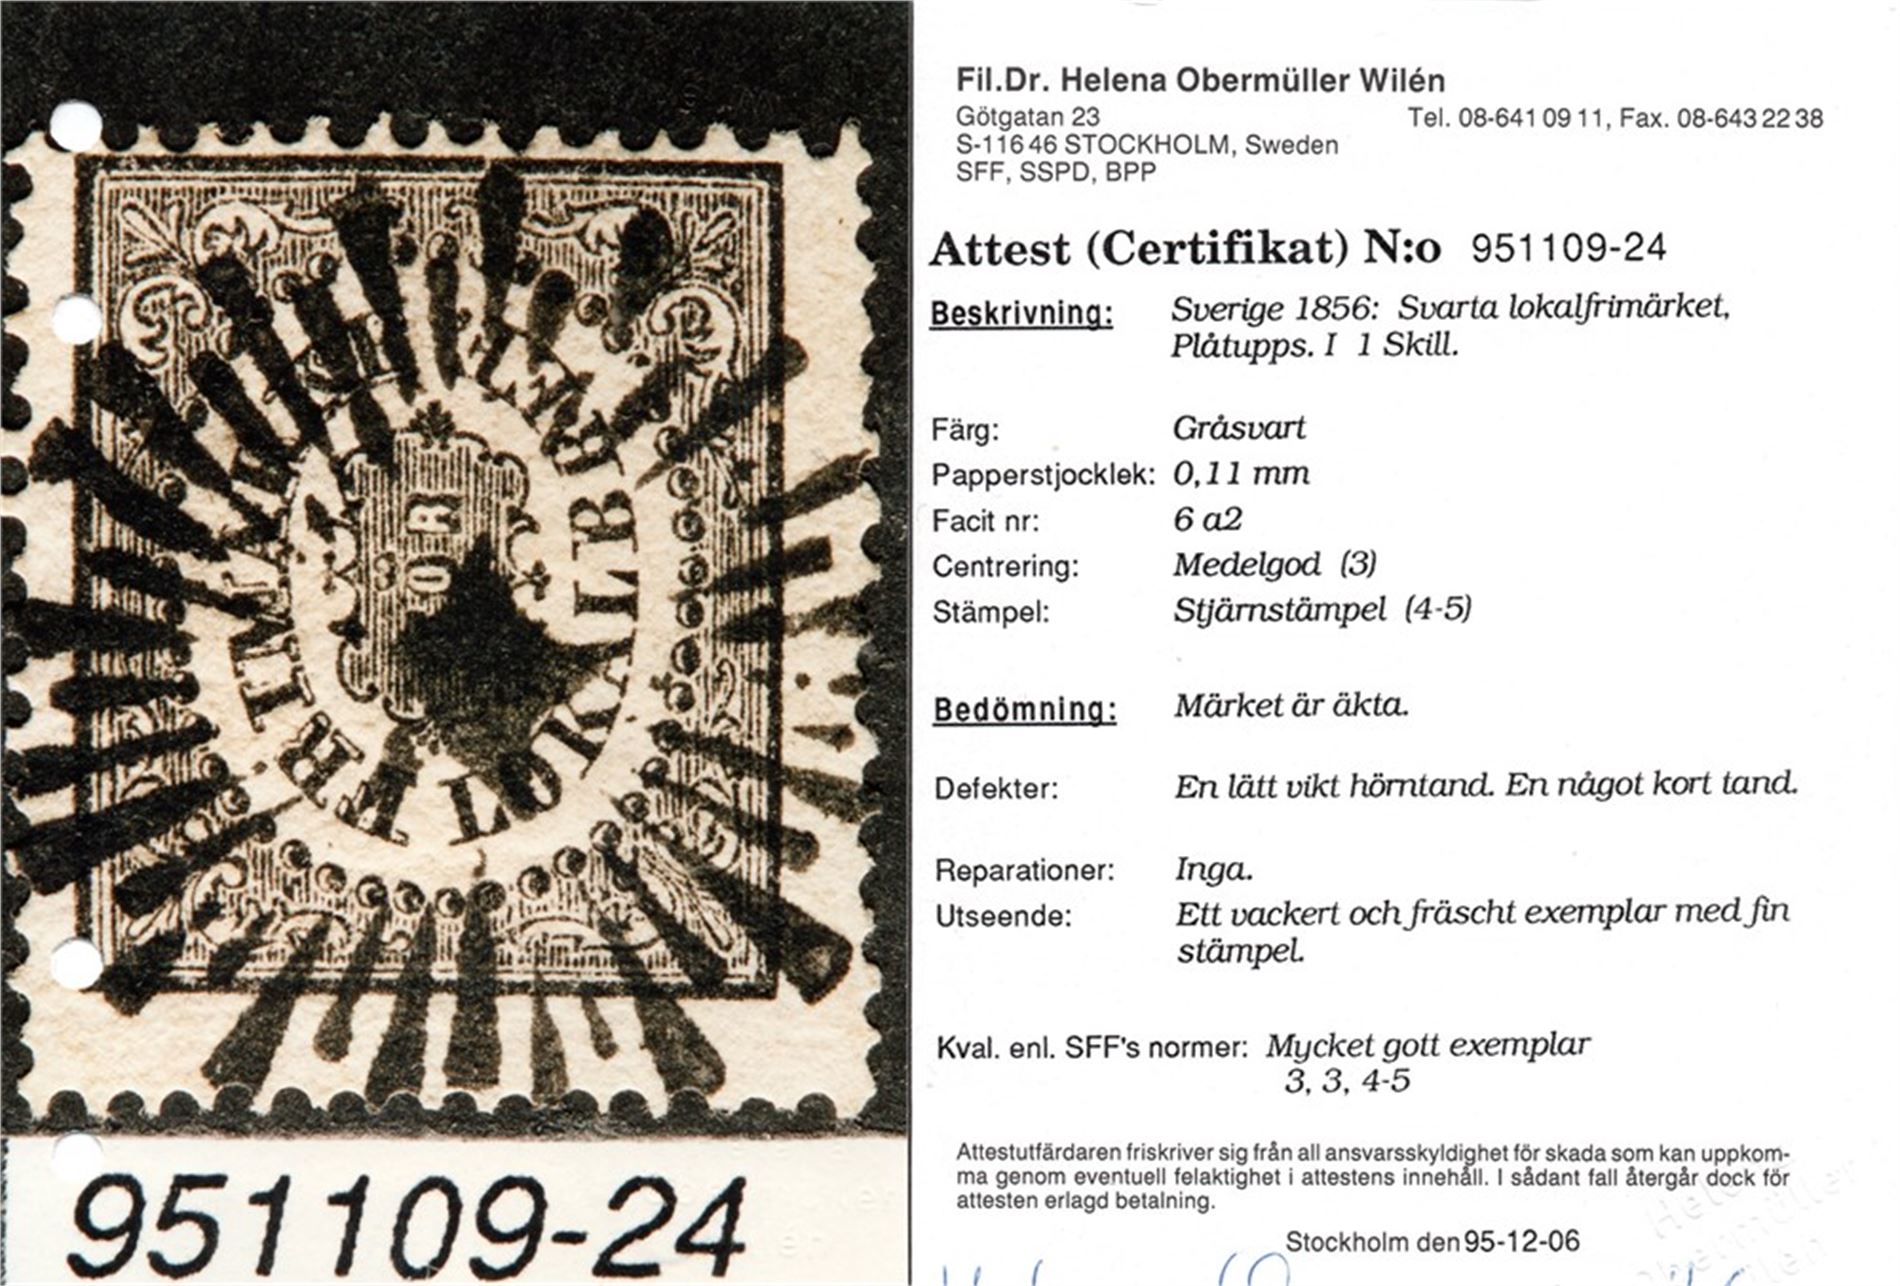 FRIMÄRKE
FÖR LOKALBREF
FÖR
951109-24
Fil.Dr. Helena Obermüller Wilén
Götgatan 23
Tel. 08-641 09 11, Fax. 08-643 22 38
S-116 46 STOCKHOLM, Sweden
SFF, SSPD, BPP
Attest (Certifikat) N:o 951109-24
Beskrivning: Sverige 1856: Svarta lokalfrimärket,
Plåtupps. I 1 Skill.
Färg: Gråsvart
Papperstjocklek: 0,11 mm
Facit nr: 6 a2
Centrering: Medelgod (3)
Stämpel: Stjärnstämpel (4-5)
Bedömning: Märket är äkta.
Defekter: En lätt vikt hörntand. En något kort tand.
Reparationer: Inga.
Utseende: Ett vackert och fräscht exemplar med fin
stämpel.
Kval. enl. SFF's normer: Mycket gott exemplar
3, 3, 4-5
Attestutfärdaren friskriver sig från all ansvarsskyldighet för skada som kan uppkom-
ma genom eventuell felaktighet i attestens innehåll. I sådant fall återgår dock för
attesten erlagd betalning.
Stockholm den 95-12-06